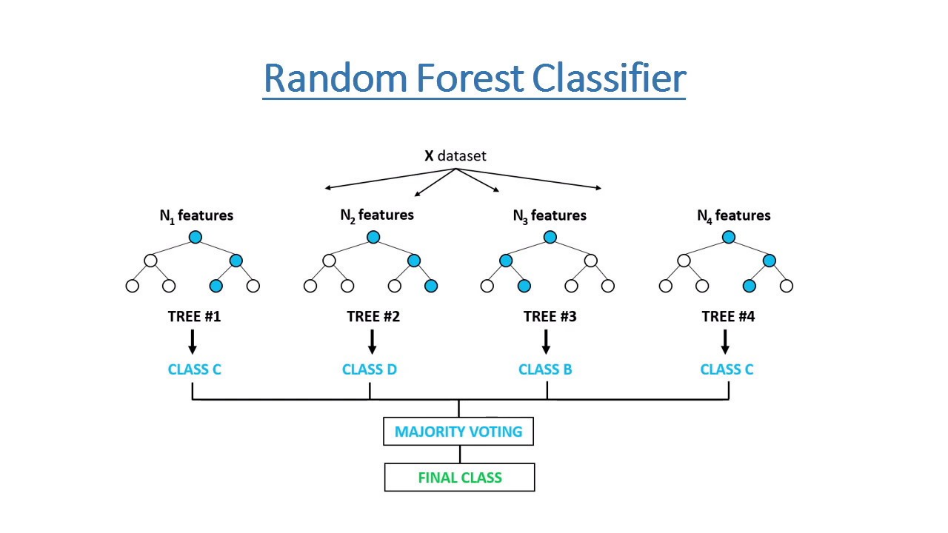 Random Forest Classifier
X dataset
N₁ features N₂ features N₃ features N₄ features
TREE #1 TREE #2 TREE #3 TREE #4
CLASS C CLASS D CLASS B CLASS C
MAJORITY VOTING
FINAL CLASS